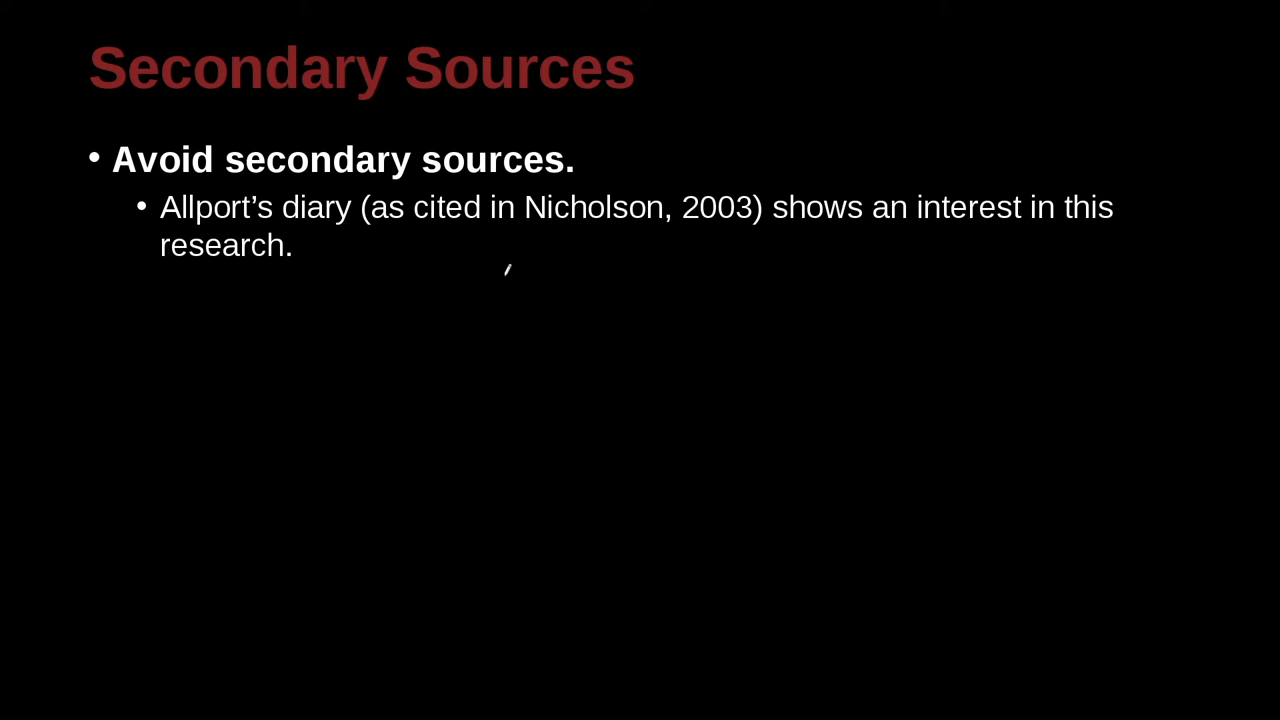 Secondary Sources
• Avoid secondary sources.
• Allport’s diary (as cited in Nicholson, 2003) shows an interest in this
research.